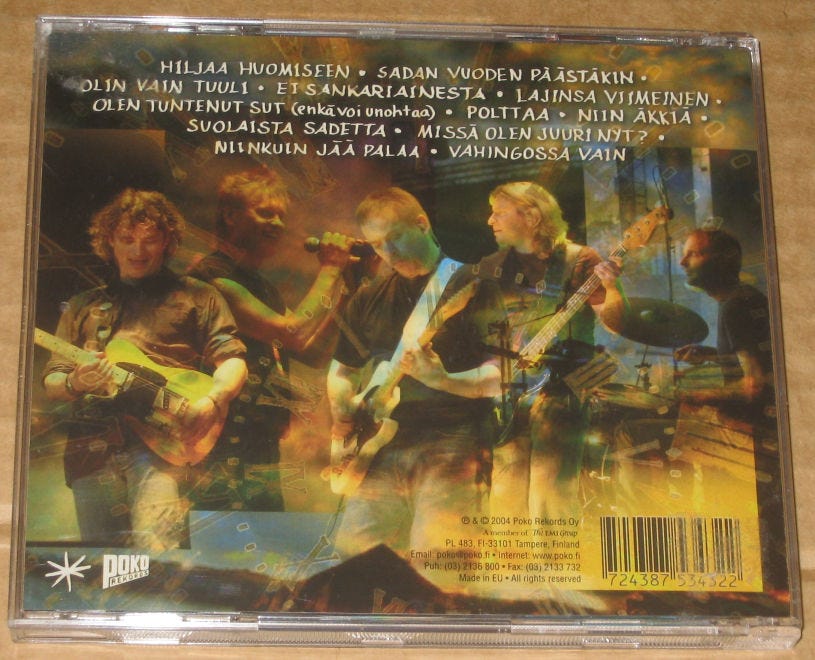 HILJAA HUOMISEEN • SADAN VUODEN PÄÄSTÄKIN •
OLIN VAIN TUULI • EI SANKARIAINESTA • LAJINSA VIIMEINEN •
OLEN TUNTENUT SUT (enkä voi unohtaa) • POLTTAA • NIIN ÄKKIÄ •
SUOLAISTA SADETTA • MISSÄ OLEN JUURI NYT? •
NIINKUIN JÄÄ PALAA • VAHINGOSSA VAIN
℗ & © 2004 Poko Rekords Oy
A member of The EMI Group
PL 483, FI-33101 Tampere, Finland
Email: poko@poko.fi • Internet: www.poko.fi
Puh: (03) 2136 800 • Fax: (03) 2133 732
Made in EU • All rights reserved
POKO
REKORDS
724387 534322